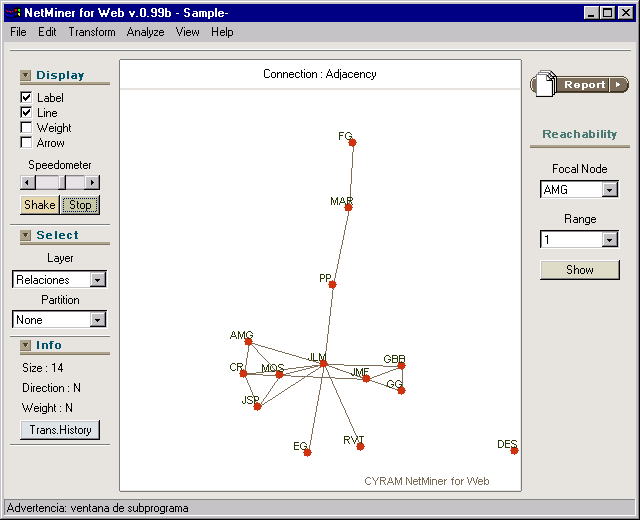 NetMiner for Web v.0.99b - Sample-
File Edit Transform Analyze View Help
Display
Label
Line
Weight
Arrow
Speedometer
Shake Stop
Select
Layer
Relaciones
Partition
None
Info
Size : 14
Direction : N
Weight : N
Trans.History
Connection : Adjacency
FG
MAR
PP
AMG
JLM
GBB
CR
MOS
JMF
GG
JSP
EG
RVT
DES
CYRAM NetMiner for Web
Report
Reachability
Focal Node
AMG
Range
1
Show
Advertencia: ventana de subprograma